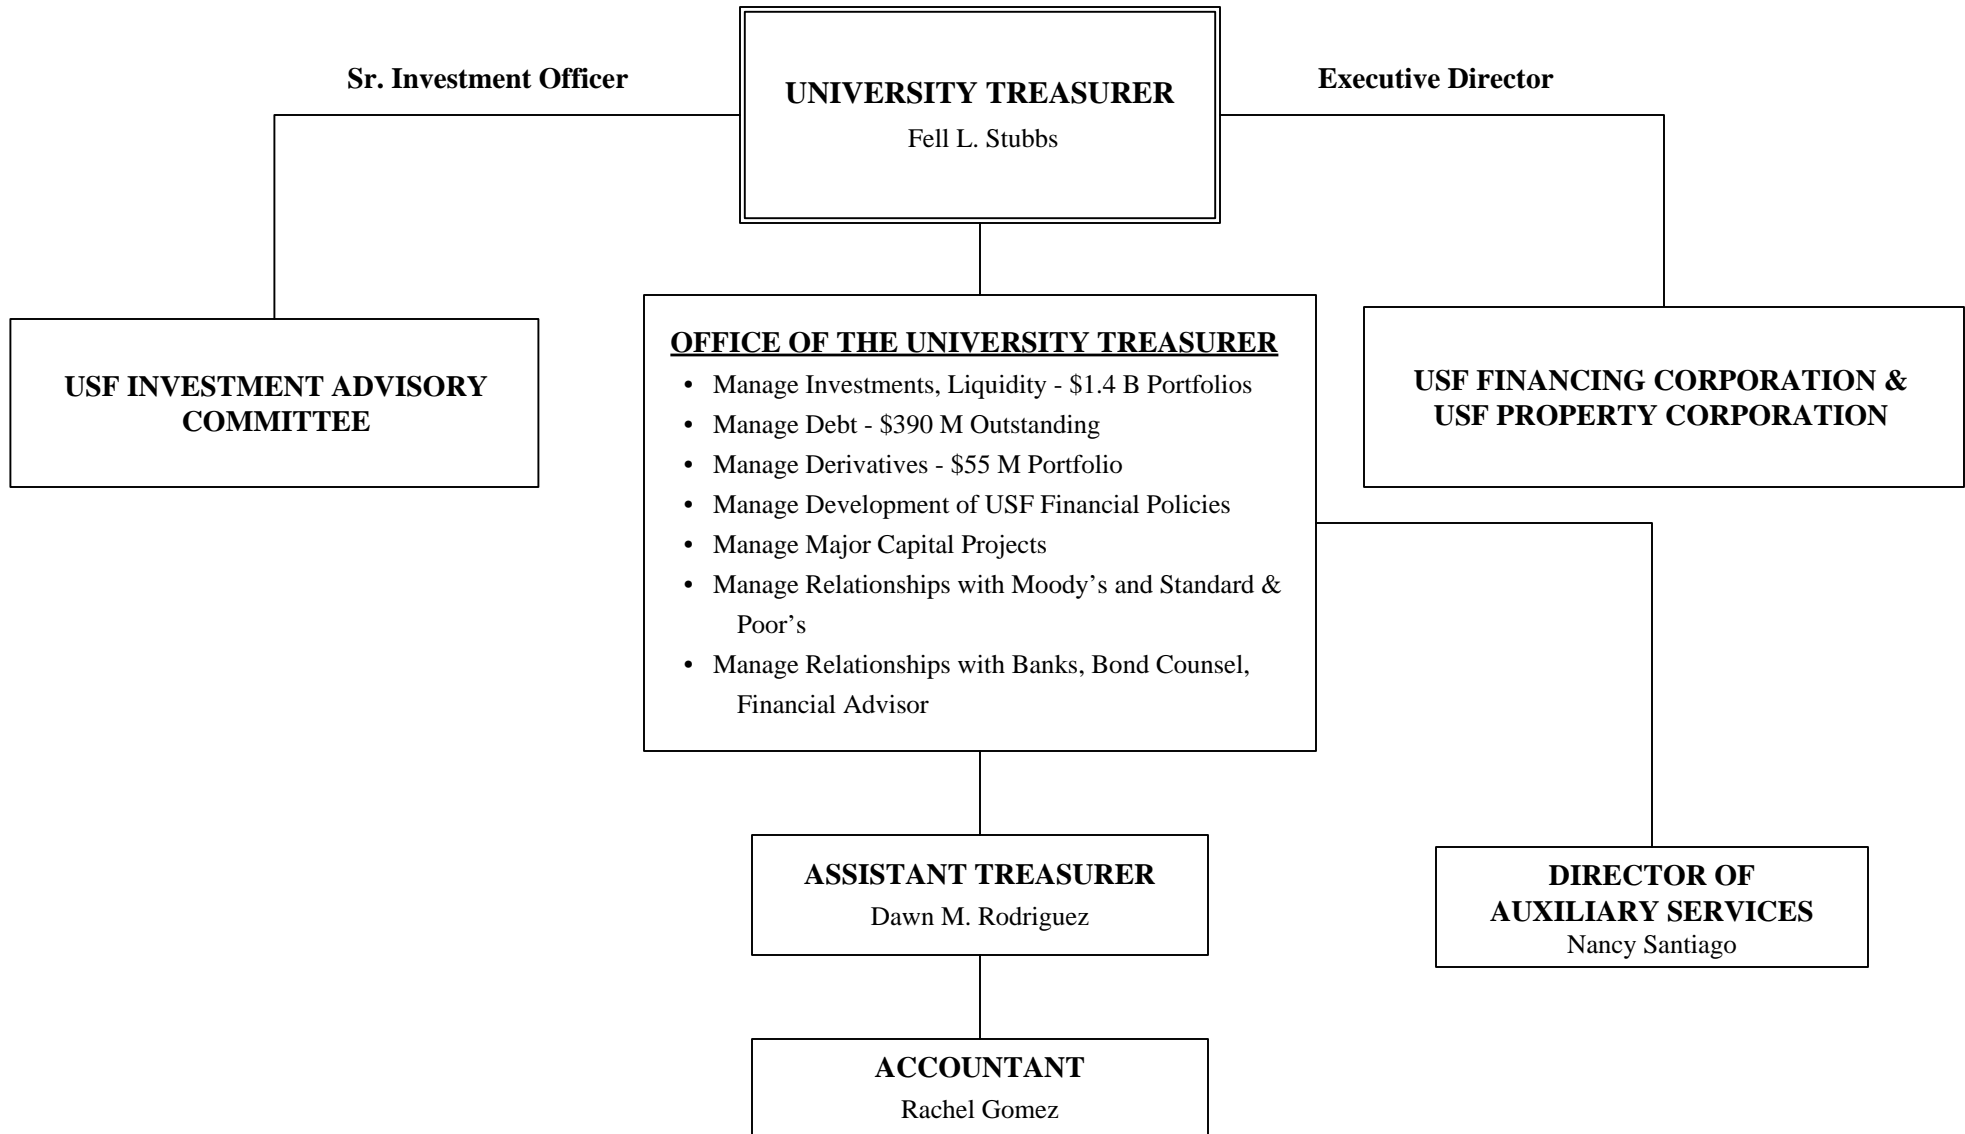 Sr. Investment Officer
UNIVERSITY TREASURER
Fell L. Stubbs
Executive Director
USF INVESTMENT ADVISORY
COMMITTEE
OFFICE OF THE UNIVERSITY TREASURER
• Manage Investments, Liquidity - $1.4 B Portfolios
• Manage Debt - $390 M Outstanding
• Manage Derivatives - $55 M Portfolio
• Manage Development of USF Financial Policies
• Manage Major Capital Projects
• Manage Relationships with Moody’s and Standard &
Poor’s
• Manage Relationships with Banks, Bond Counsel,
Financial Advisor
USF FINANCING CORPORATION &
USF PROPERTY CORPORATION
ASSISTANT TREASURER
Dawn M. Rodriguez
DIRECTOR OF
AUXILIARY SERVICES
Nancy Santiago
ACCOUNTANT
Rachel Gomez